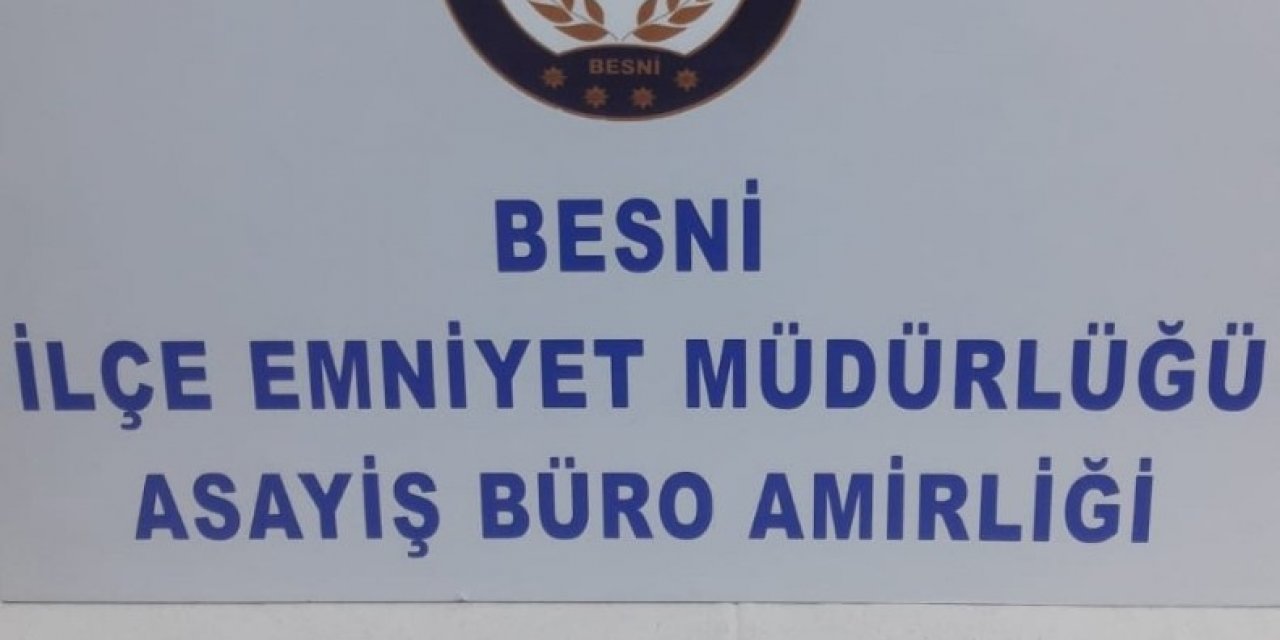 BESNİ
BESNİ
İLÇE EMNİYET MÜDÜRLÜĞÜ
ASAYİŞ BÜRO AMİRLİĞİ